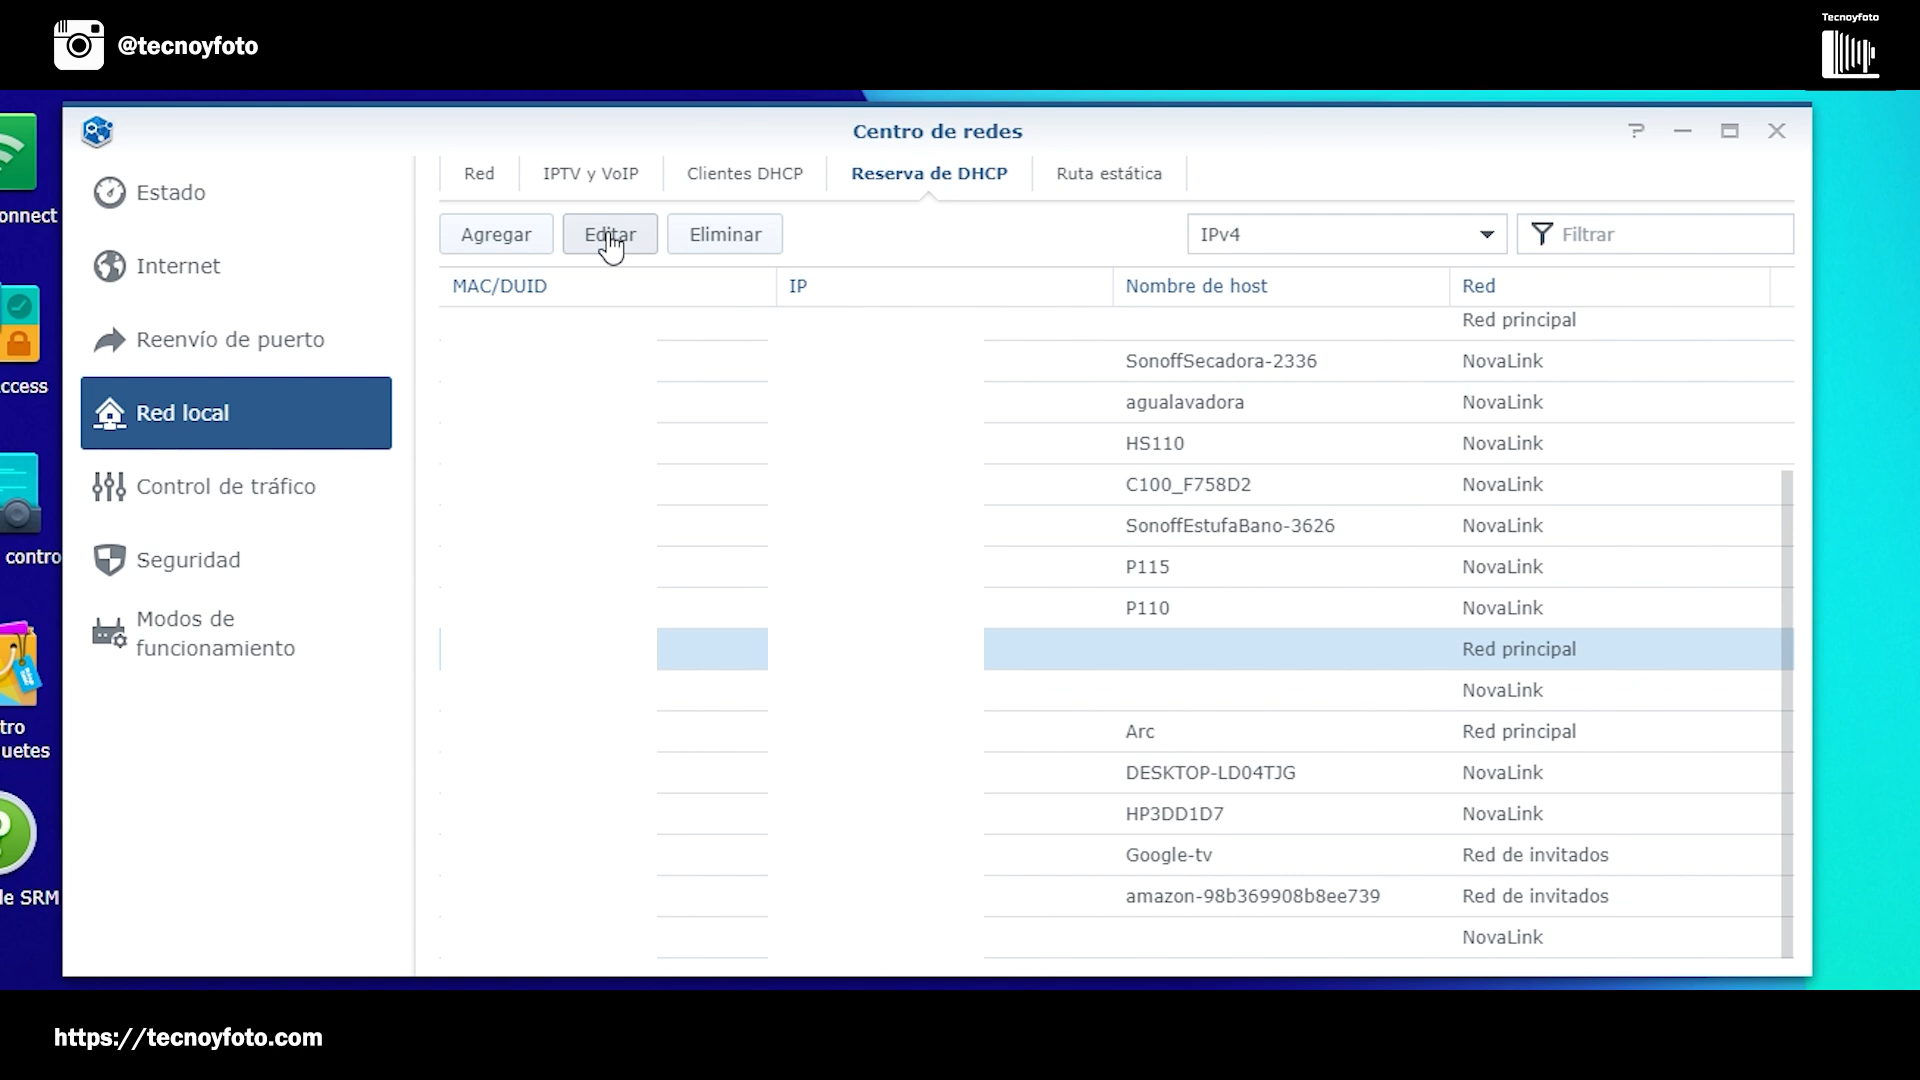 @tecnoyfoto
Tecnoyfoto
Centro de redes
onnect
ccess
contro
tro
uetes
le SRM
Estado
Internet
Reenvío de puerto
Red local
Control de tráfico
Seguridad
Modos de
funcionamiento
Red
IPTV y VoIP
Clientes DHCP
Reserva de DHCP
Ruta estática
Agregar
Editar
Eliminar
IPv4
Filtrar
MAC/DUID IP Nombre de host Red
Red principal
SonoffSecadora-2336 NovaLink
agualavadora NovaLink
HS110 NovaLink
C100_F758D2 NovaLink
SonoffEstufaBano-3626 NovaLink
P115 NovaLink
P110 NovaLink
Red principal
NovaLink
Arc Red principal
DESKTOP-LD04TJG NovaLink
HP3DD1D7 NovaLink
Google-tv Red de invitados
amazon-98b369908b8ee739 Red de invitados
NovaLink
https://tecnoyfoto.com